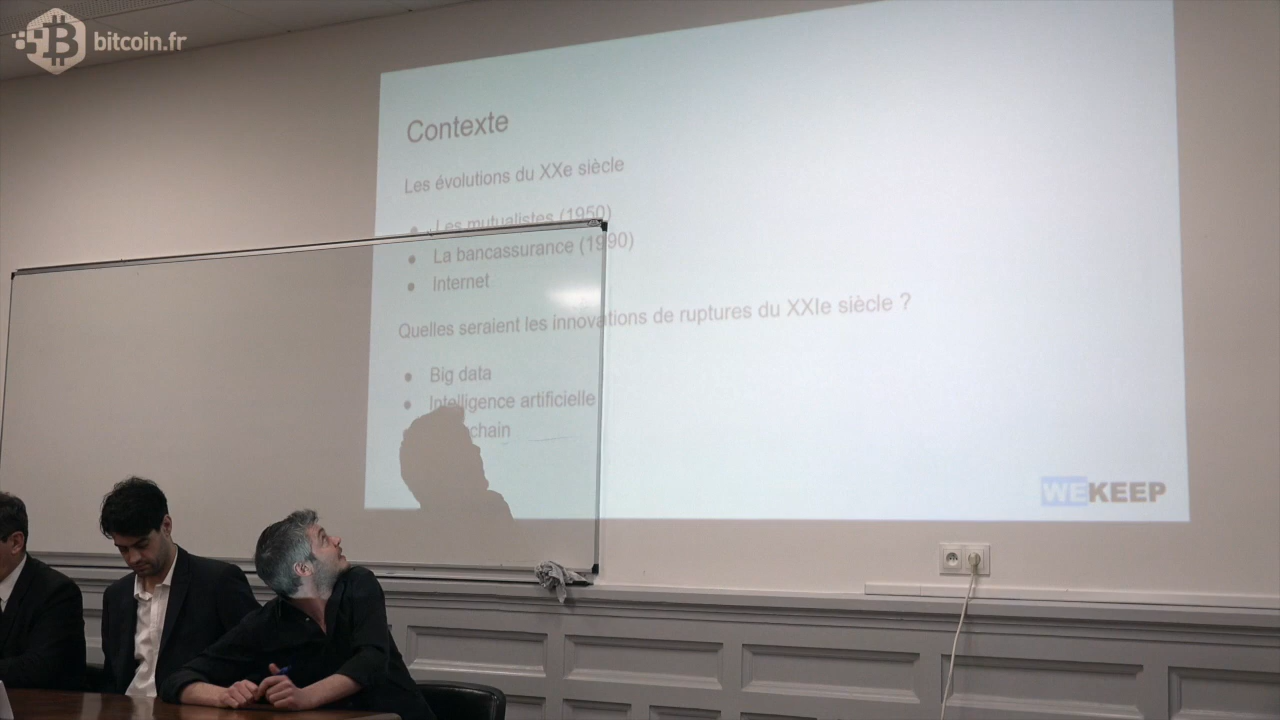 bitcoin.fr
Contexte
Les évolutions du XXe siècle
• Les mutualistes (1950)
• La bancassurance (1990)
• Internet
Quelles seraient les innovations de ruptures du XXIe siècle ?
• Big data
• Intelligence artificielle
chain
WEKEEP